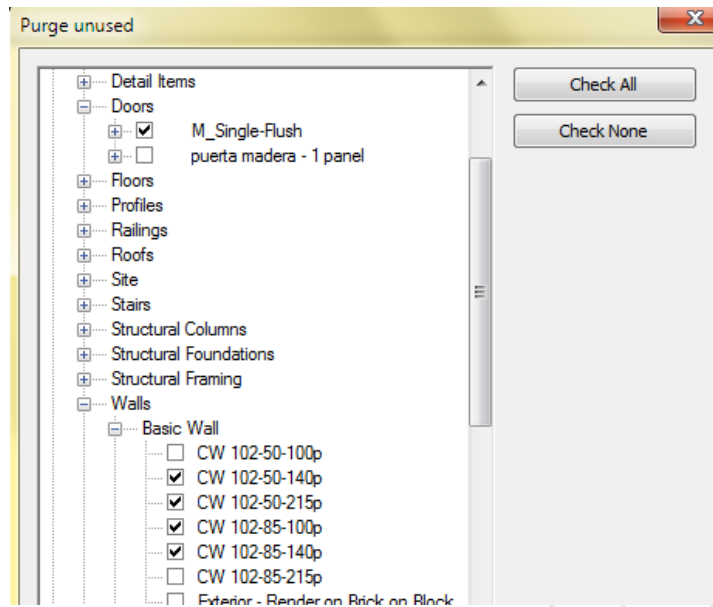 Purge unused
Detail Items
Doors
M_Single-Flush
puerta madera - 1 panel
Floors
Profiles
Railings
Roofs
Site
Stairs
Structural Columns
Structural Foundations
Structural Framing
Walls
Basic Wall
CW 102-50-100p
CW 102-50-140p
CW 102-50-215p
CW 102-85-100p
CW 102-85-140p
CW 102-85-215p
Exterior - Render on Brick on Block
Check All
Check None